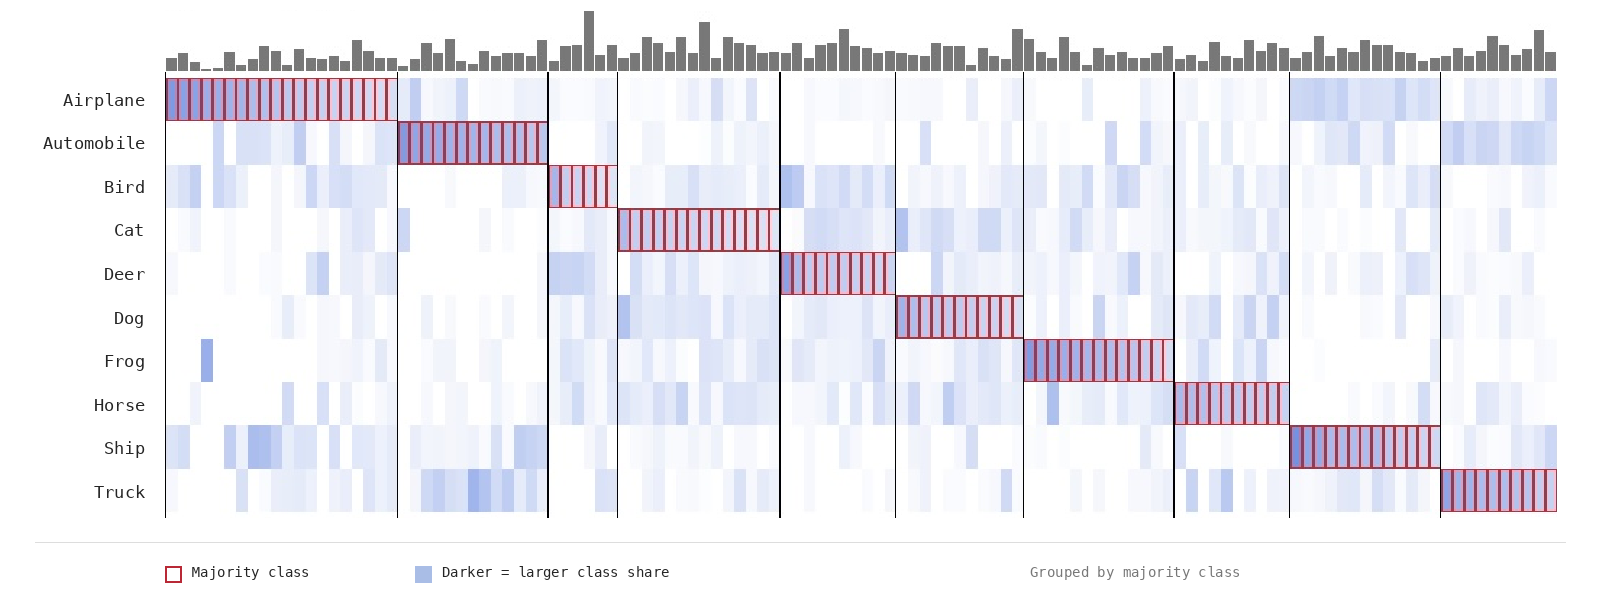 Airplane
Automobile
Bird
Cat
Deer
Dog
Frog
Horse
Ship
Truck
Majority class
Darker = larger class share
Grouped by majority class